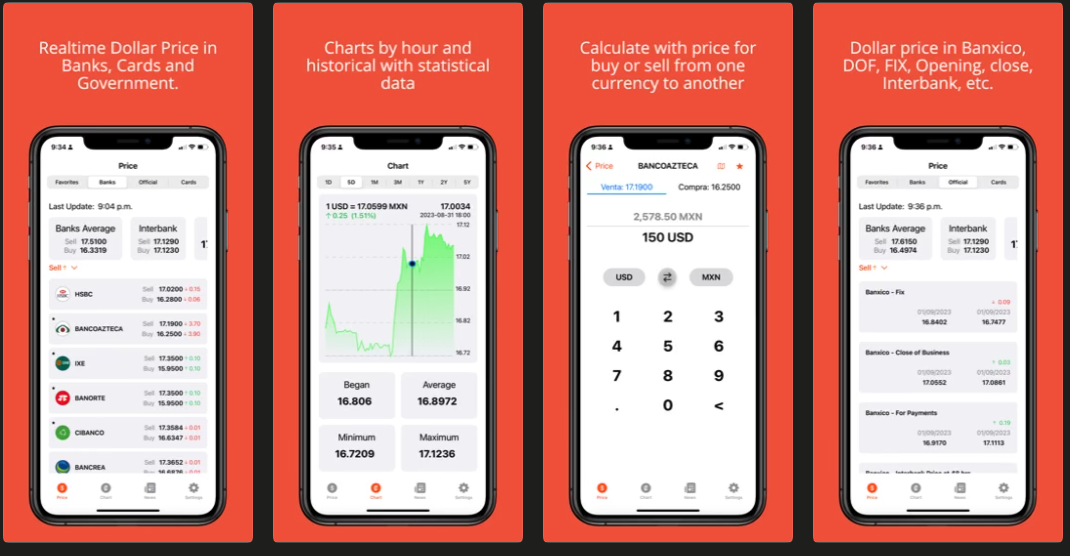 Realtime Dollar Price in
Banks, Cards and
Government.
9:34
Price
Favorites Banks Official Cards
Last Update: 9:04 p.m.
Banks Average
Sell 17.5100
Buy 16.3319
Interbank
Sell 17.1290
Buy 17.1230
Sell ↑
HSBC
Sell 17.0200 0.15
Buy 16.2800 0.06
BANCOAZTECA
Sell 17.1900 3.70
Buy 16.2500 3.90
IXE
Sell 17.3500 ↑ 0.10
Buy 15.9500 ↑ 0.10
BANORTE
Sell 17.3500 ↑ 0.10
Buy 15.9500 ↑ 0.10
CIBANCO
Sell 17.3584 0.01
Buy 16.6347 0.01
BANCREA
Sell 17.3652 0.01
Price Chart News Settings
Charts by hour and
historical with statistical
data
9:35
Chart
1D 5D 1M 3M 1Y 2Y 5Y
1 USD = 17.0599 MXN 17.0034
↑ 0.25 (1.51%) 2023-08-31 18:00
17.12
17.02
16.92
16.82
16.72
Began
16.806
Average
16.8972
Minimum
16.7209
Maximum
17.1236
Price Chart News Settings
Calculate with price for
buy or sell from one
currency to another
9:36
Price BANCOAZTECA
Venta: 17.1900 Compra: 16.2500
2,578.50 MXN
150 USD
USD MXN
1 2 3
4 5 6
7 8 9
. 0 <
Price Chart News Settings
Dollar price in Banxico,
DOF, FIX, Opening, close,
Interbank, etc.
9:36
Price
Favorites Banks Official Cards
Last Update: 9:36 p.m.
Banks Average
Sell 17.6150
Buy 16.4974
Interbank
Sell 17.1290
Buy 17.1230
Sell ↑
Banxico - Fix
0.09
01/09/2023 01/09/2023
16.8402 16.7477
Banxico - Close of Business
↑ 0.03
01/09/2023 01/09/2023
17.0552 17.0861
Banxico - For Payments
↑ 0.19
01/09/2023 01/09/2023
16.9170 17.1113
Price Chart News Settings